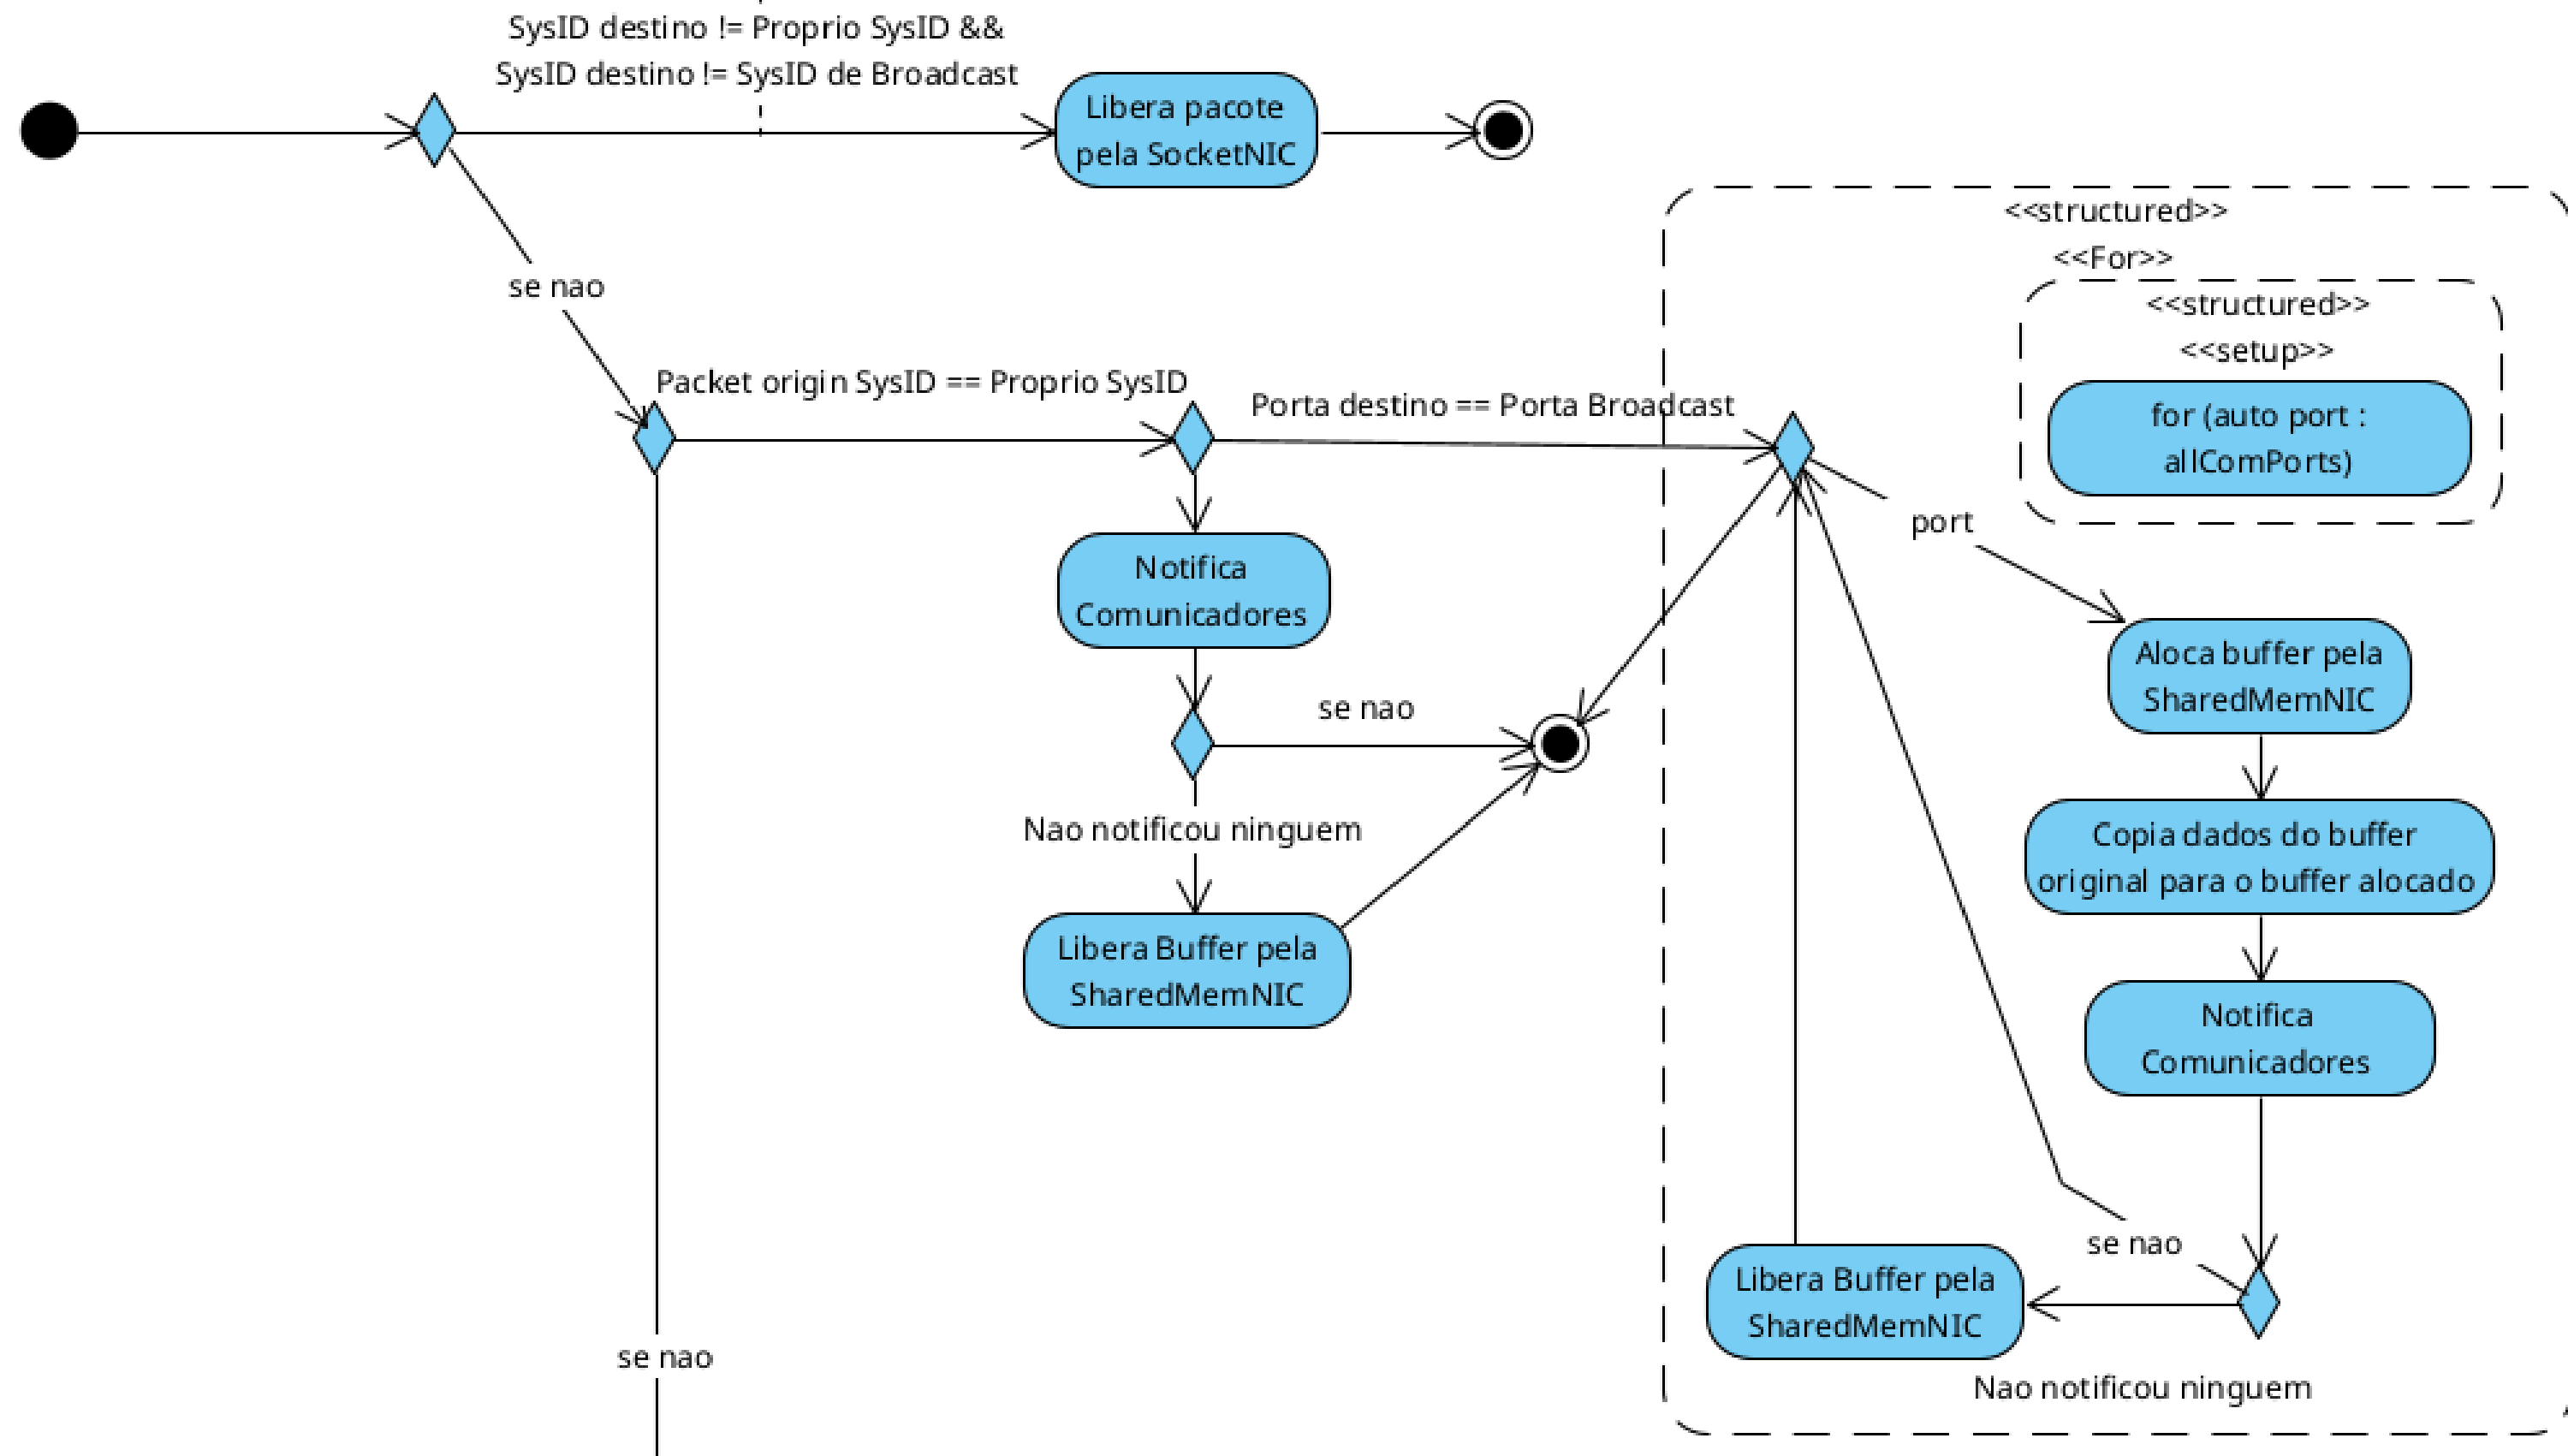 SysID destino != Proprio SysID &&
SysID destino != SysID de Broadcast
Libera pacote
pela SocketNIC
se nao
Packet origin SysID == Proprio SysID
Porta destino == Porta Broadcast
<<structured>>
<<For>>
<<structured>>
<<setup>>
for (auto port :
allComPorts)
port
Notifica
Comunicadores
se nao
Nao notificou ninguem
Libera Buffer pela
SharedMemNIC
Aloca buffer pela
SharedMemNIC
Copia dados do buffer
original para o buffer alocado
Notifica
Comunicadores
se nao
Libera Buffer pela
SharedMemNIC
Nao notificou ninguem
se nao